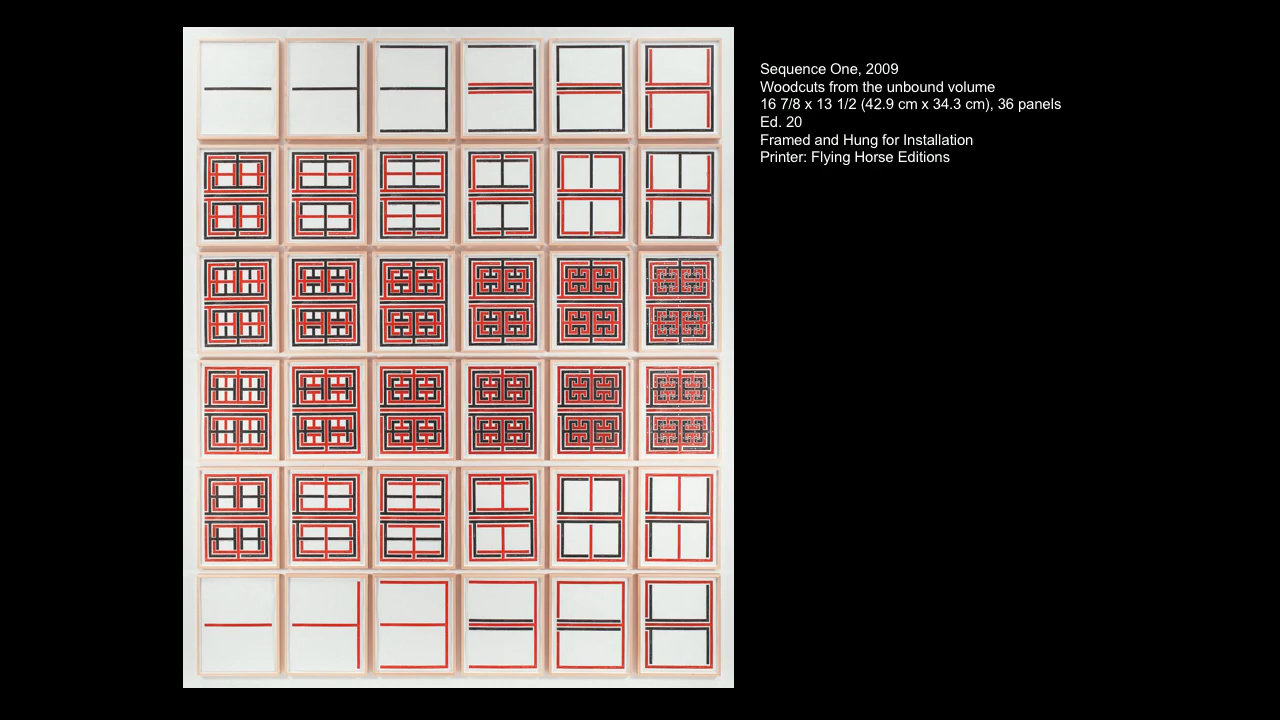 Sequence One, 2009
Woodcuts from the unbound volume
16 7/8 x 13 1/2 (42.9 cm x 34.3 cm), 36 panels
Ed. 20
Framed and Hung for Installation
Printer: Flying Horse Editions